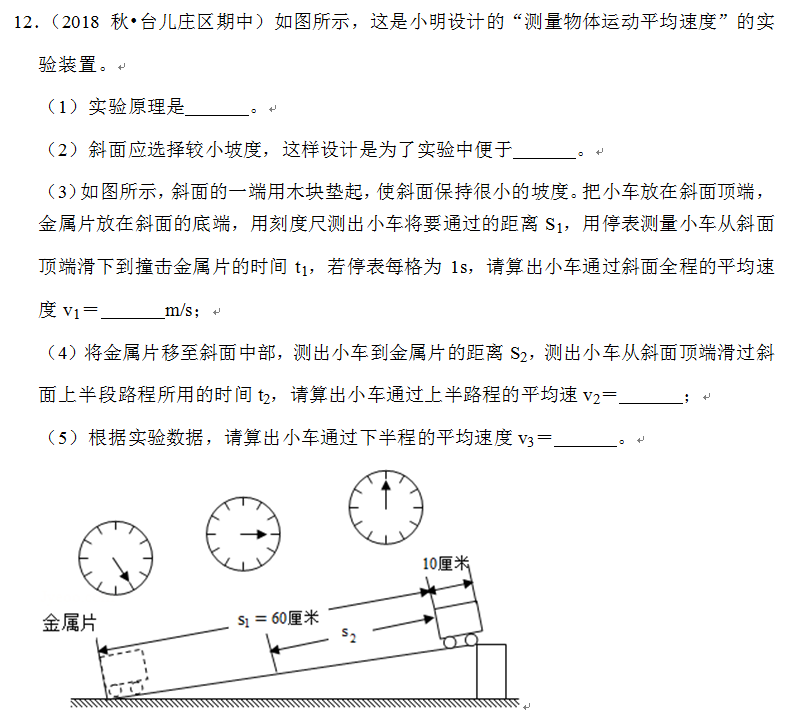 12.（2018 秋•台儿庄区期中）如图所示，这是小明设计的“测量物体运动平均速度”的实
验装置。
（1）实验原理是_______。
（2）斜面应选择较小坡度，这样设计是为了实验中便于_______。
（3）如图所示，斜面的一端用木块垫起，使斜面保持很小的坡度。把小车放在斜面顶端，
金属片放在斜面的底端，用刻度尺测出小车将要通过的距离 S₁，用停表测量小车从斜面
顶端滑下到撞击金属片的时间 t₁，若停表每格为 1s，请算出小车通过斜面全程的平均速
度 v₁＝_______m/s；
（4）将金属片移至斜面中部，测出小车到金属片的距离 S₂，测出小车从斜面顶端滑过斜
面上半段路程所用的时间 t₂，请算出小车通过上半路程的平均速 v₂＝_______；
（5）根据实验数据，请算出小车通过下半程的平均速度 v₃＝_______。
10厘米
金属片
s₁ = 60厘米
s₂